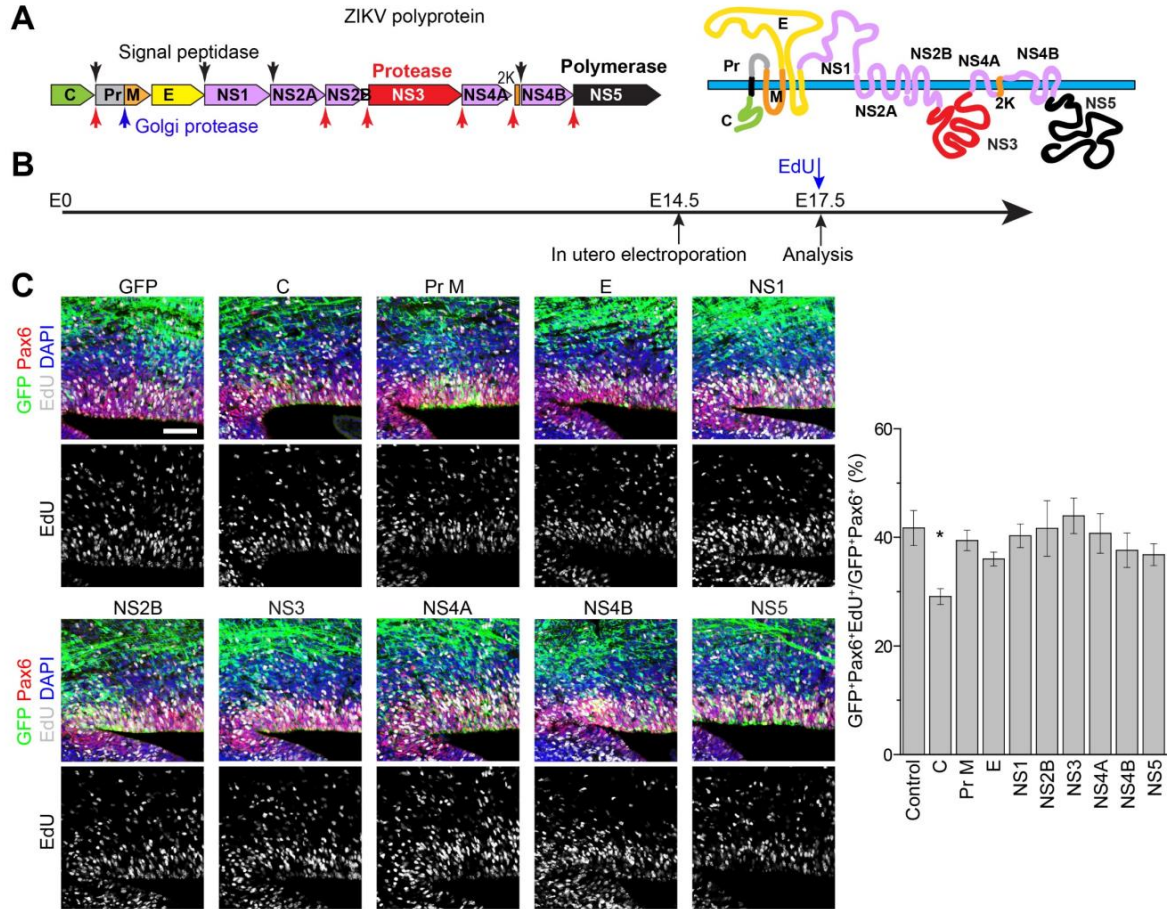 A
ZIKV polyprotein
Signal peptidase
Protease
2K
Polymerase
C Pr M E NS1 NS2A NS2B NS3 NS4A NS4B NS5
Golgi protease
E
Pr
NS1
NS2B
NS4A
NS4B
M
C
NS2A
2K
NS5
NS3
B
EdU
E0
E14.5
E17.5
In utero electroporation
Analysis
C
GFP C Pr M E NS1
GFP Pax6
EdU DAPI
EdU
NS2B NS3 NS4A NS4B NS5
GFP Pax6
EdU DAPI
EdU
GFP⁺Pax6⁺EdU⁺/GFP⁺Pax6⁺ (%)
60
40
20
0
*
Control
C
Pr M
E
NS1
NS2B
NS3
NS4A
NS4B
NS5